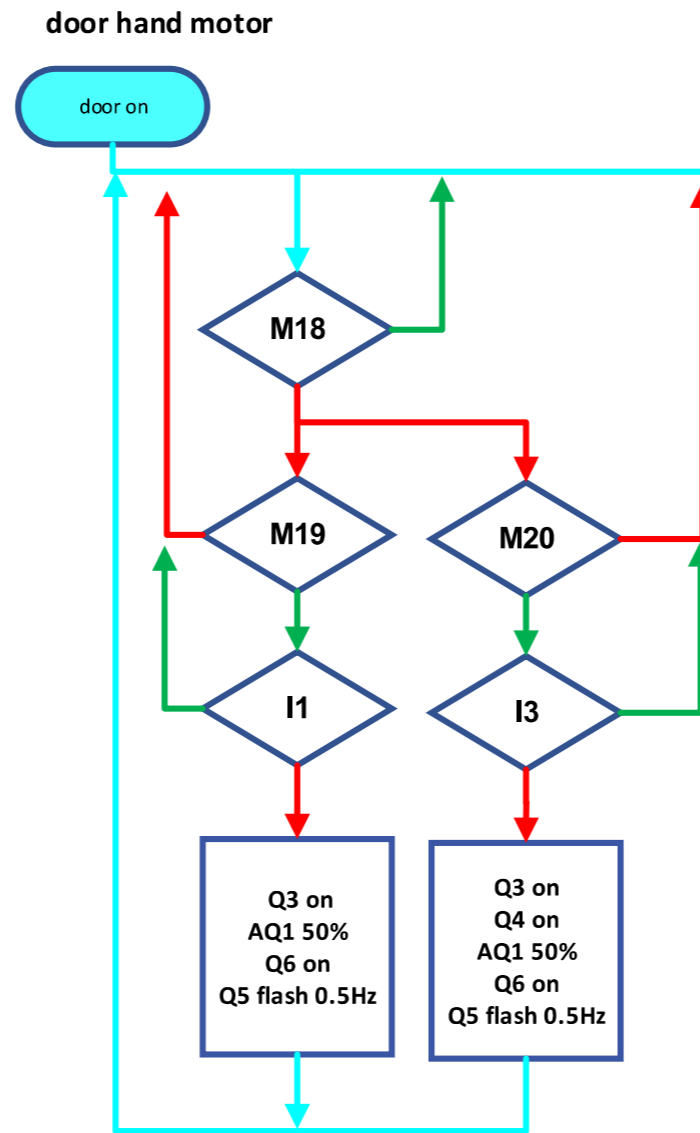 door hand motor
door on
M18
M19
M20
I1
I3
Q3 on
AQ1 50%
Q6 on
Q5 flash 0.5Hz
Q3 on
Q4 on
AQ1 50%
Q6 on
Q5 flash 0.5Hz